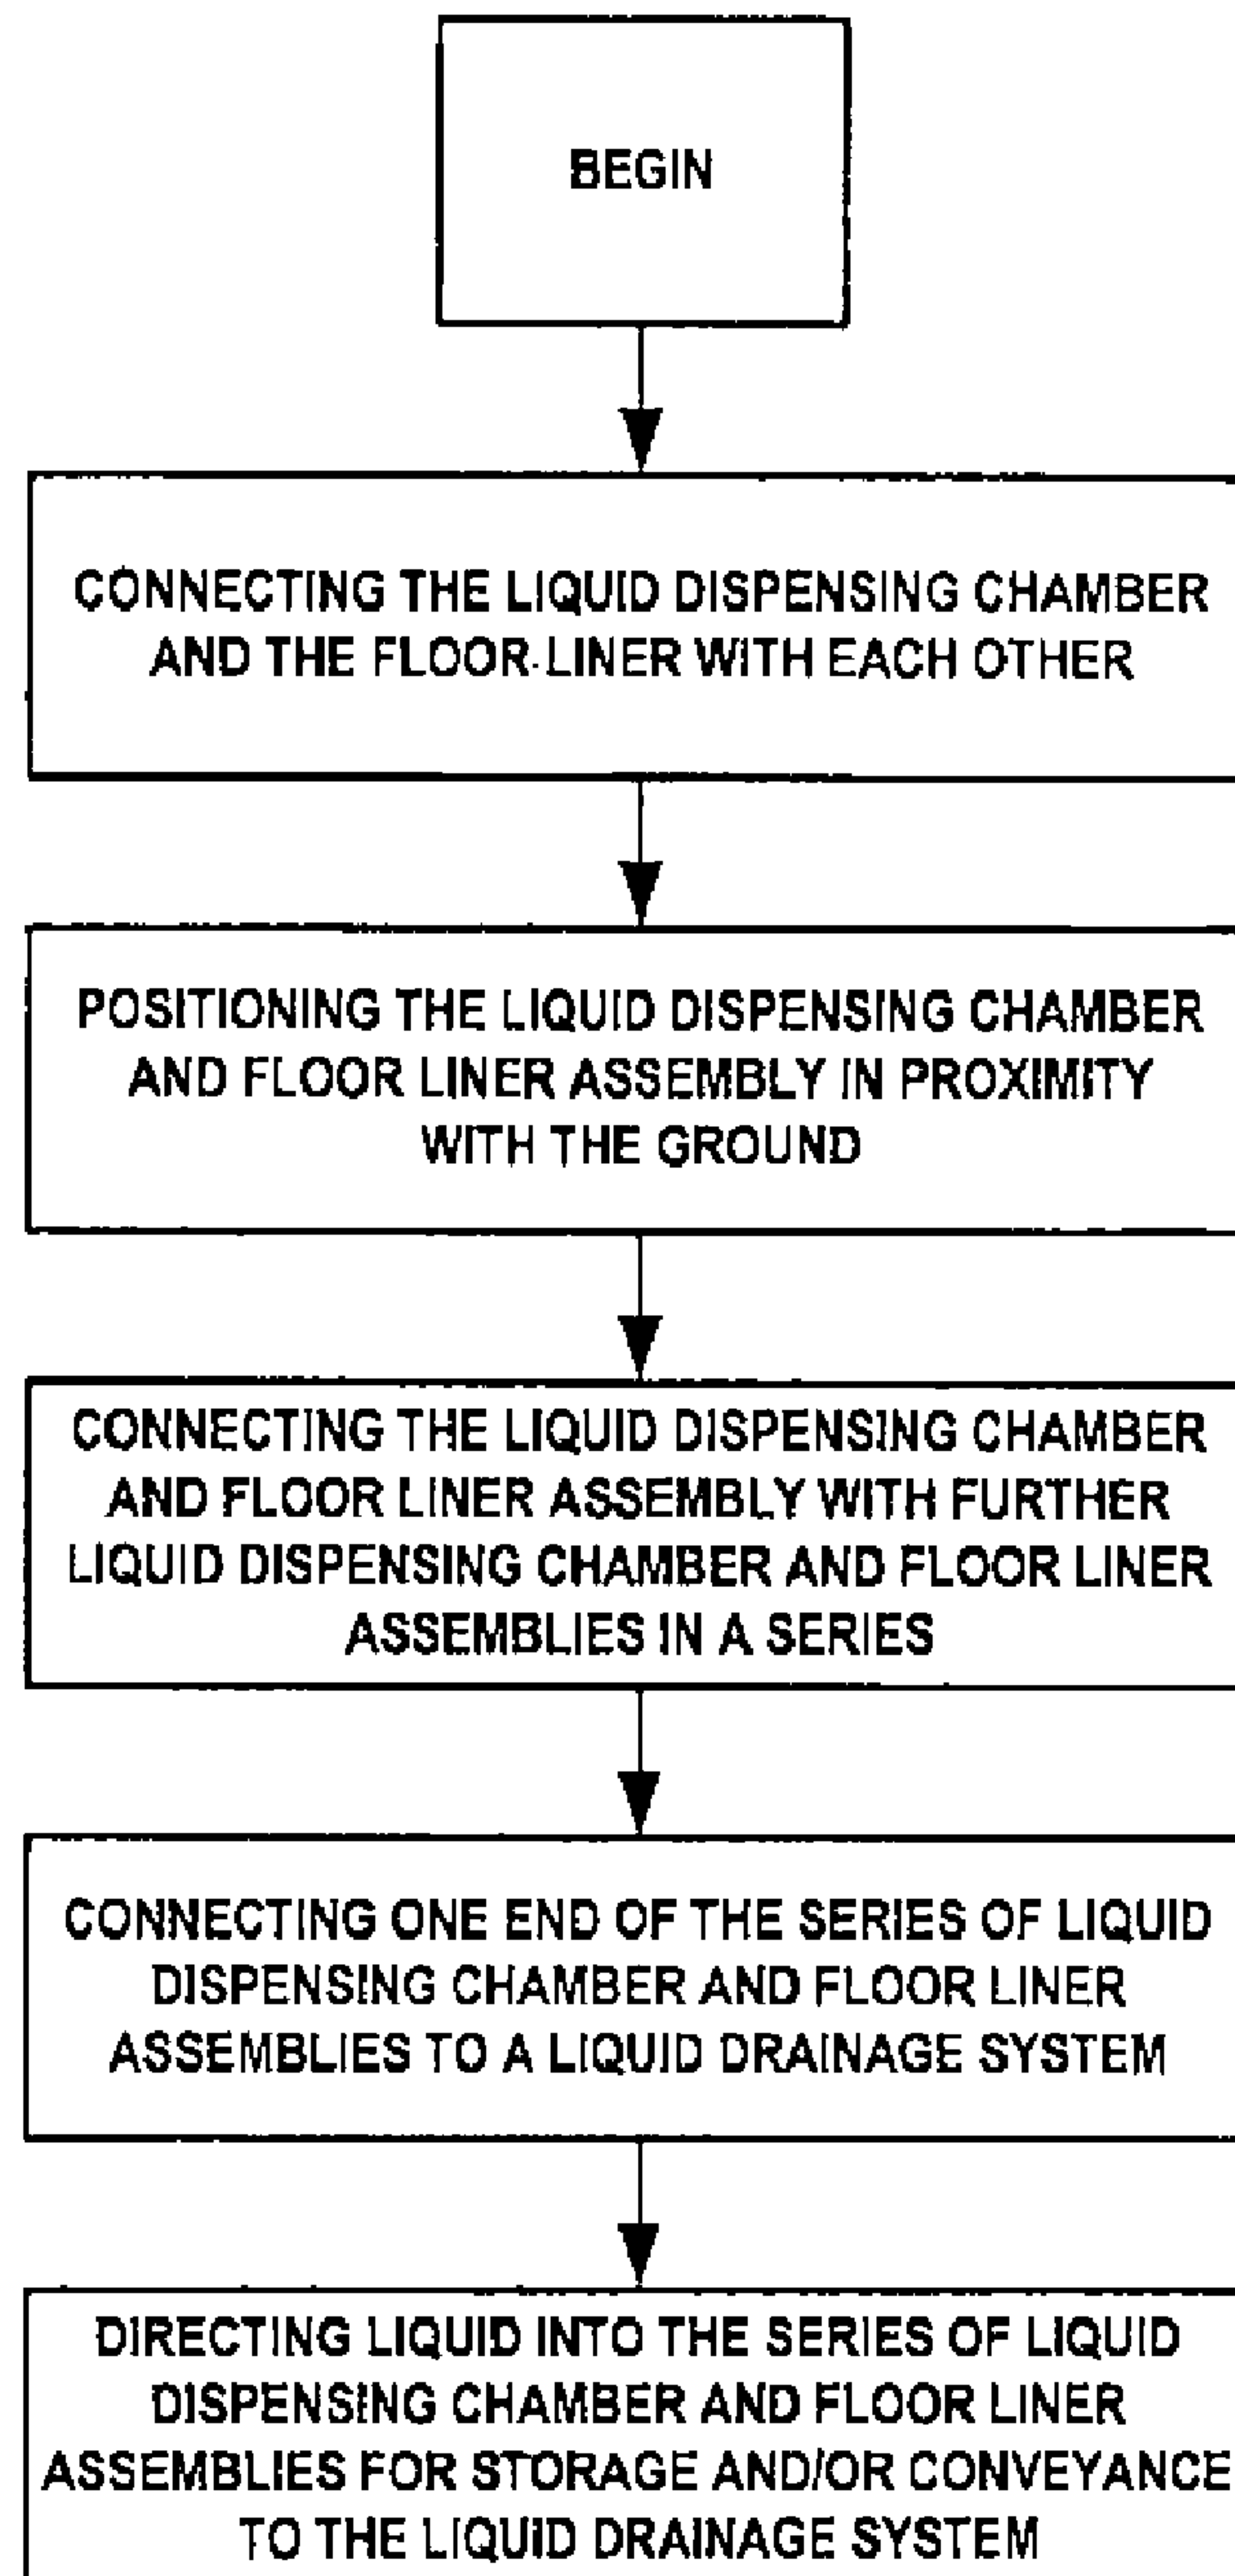 BEGIN
CONNECTING THE LIQUID DISPENSING CHAMBER
AND THE FLOOR-LINER WITH EACH OTHER
POSITIONING THE LIQUID DISPENSING CHAMBER
AND FLOOR LINER ASSEMBLY IN PROXIMITY
WITH THE GROUND
CONNECTING THE LIQUID DISPENSING CHAMBER
AND FLOOR LINER ASSEMBLY WITH FURTHER
LIQUID DISPENSING CHAMBER AND FLOOR LINER
ASSEMBLIES IN A SERIES
CONNECTING ONE END OF THE SERIES OF LIQUID
DISPENSING CHAMBER AND FLOOR LINER
ASSEMBLIES TO A LIQUID DRAINAGE SYSTEM
DIRECTING LIQUID INTO THE SERIES OF LIQUID
DISPENSING CHAMBER AND FLOOR LINER
ASSEMBLIES FOR STORAGE AND/OR CONVEYANCE
TO THE LIQUID DRAINAGE SYSTEM